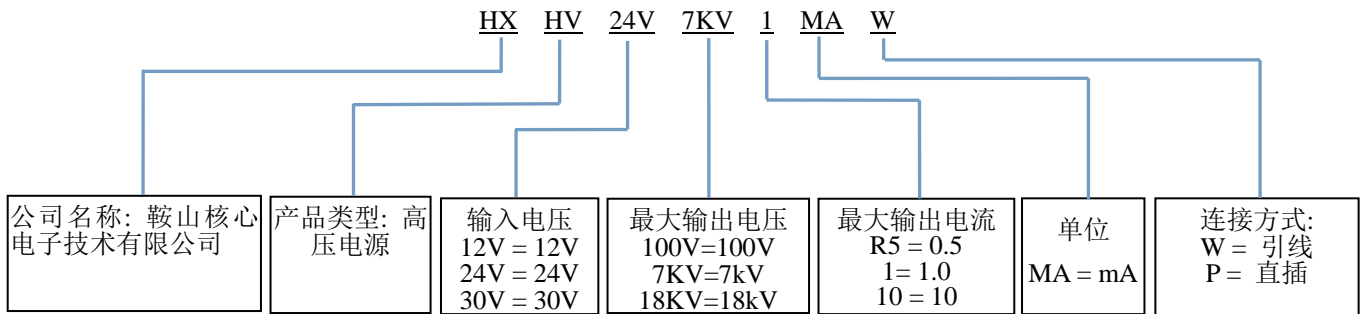 HX HV 24V 7KV 1 MA W
公司名称: 鞍山核心
电子技术有限公司
产品类型: 高
压电源
输入电压
12V = 12V
24V = 24V
30V = 30V
最大输出电压
100V=100V
7KV=7kV
18KV=18kV
最大输出电流
R5 = 0.5
1= 1.0
10 = 10
单位
MA = mA
连接方式:
W = 引线
P = 直插